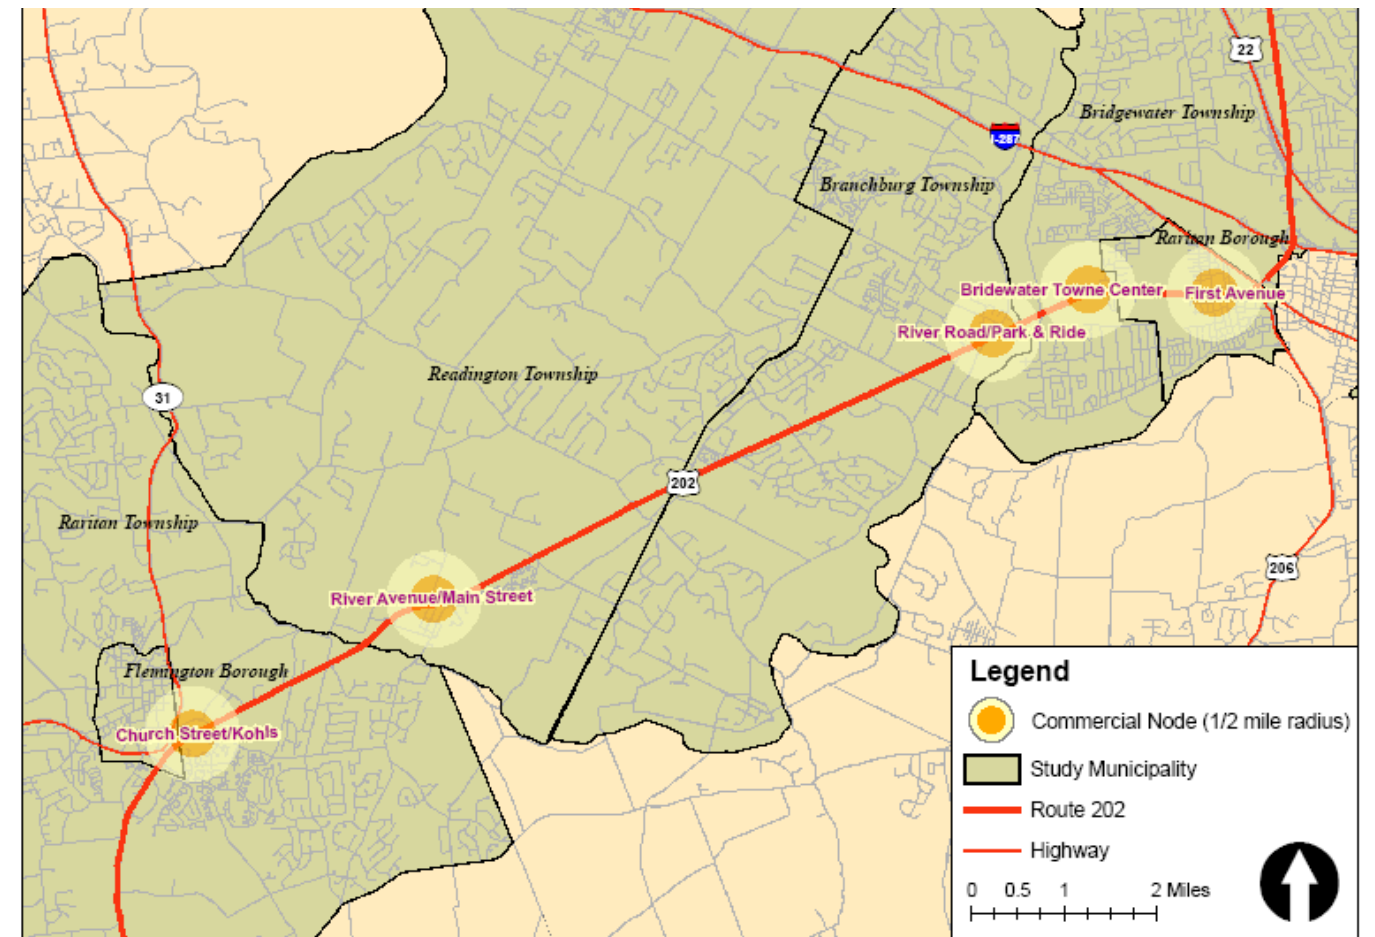 22
Bridgewater Township
I-287
Branchburg Township
Raritan Borough
Bridewater Towne Center
First Avenue
River Road/Park & Ride
Readington Township
31
202
Raritan Township
206
River Avenue/Main Street
Flemington Borough
Church Street/Kohls
Legend
Commercial Node (1/2 mile radius)
Study Municipality
Route 202
Highway
0 0.5 1 2 Miles